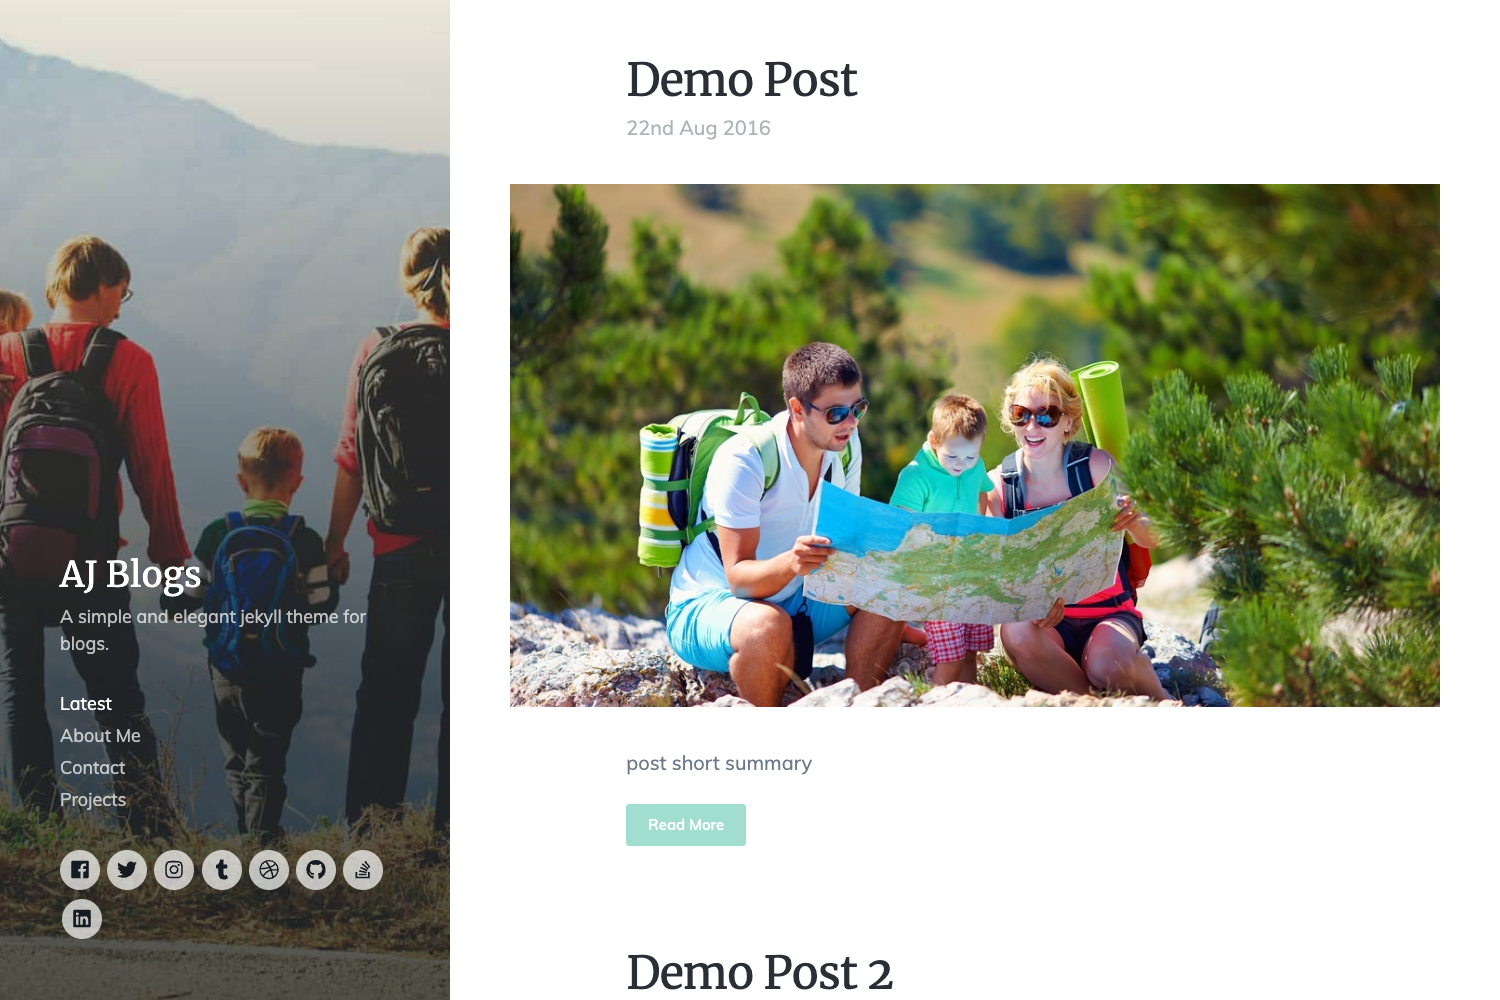 AJ Blogs
A simple and elegant jekyll theme for
blogs.
Latest
About Me
Contact
Projects
Demo Post
22nd Aug 2016
post short summary
Read More
Demo Post 2